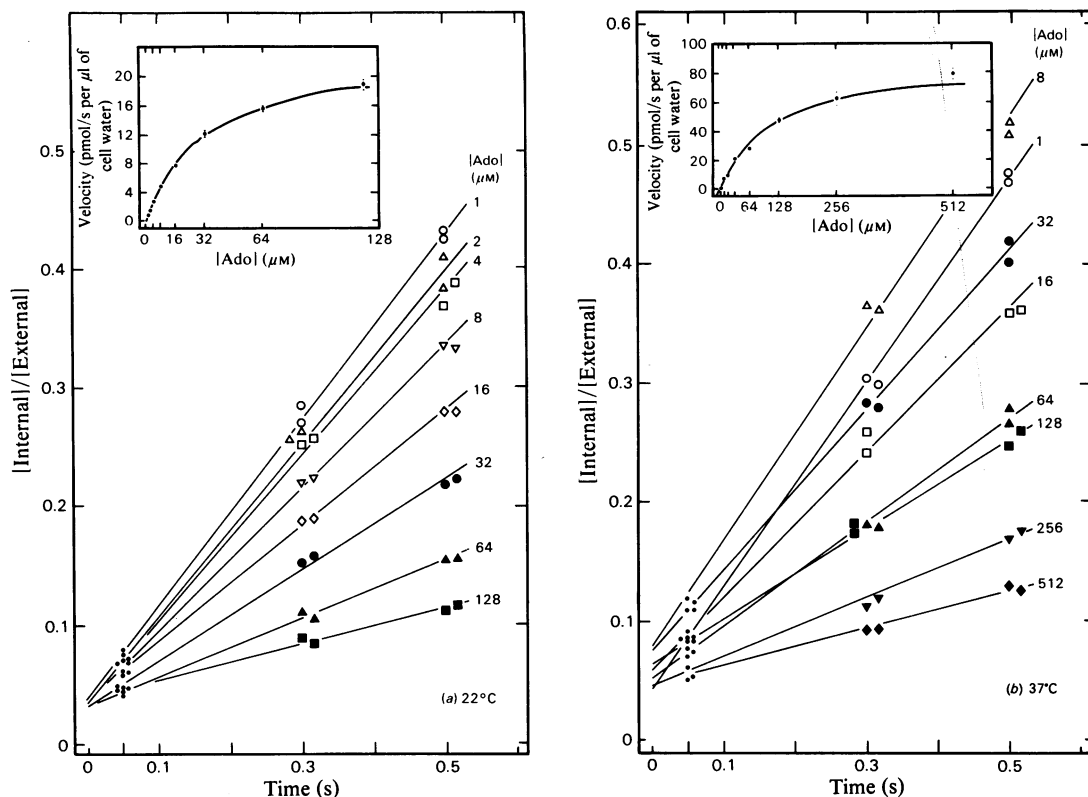 Velocity (pmol/s per μl of
cell water)
20
16
12
8
4
0
0 16 32 64 128
|Ado| (μM)
|Ado|
(μM)
1
2
4
8
16
32
64
128
[Internal]/[External]
0.5
0.4
0.3
0.2
0.1
0
(a) 22°C
0 0.1 0.3 0.5
Time (s)
Velocity (pmol/s per μl of
cell water)
100
80
60
40
20
0
0 64 128 256 512
|Ado| (μM)
|Ado|
(μM)
8
1
32
16
64
128
256
512
[Internal]/[External]
0.6
0.5
0.4
0.3
0.2
0.1
0
(b) 37°C
0 0.1 0.3 0.5
Time (s)